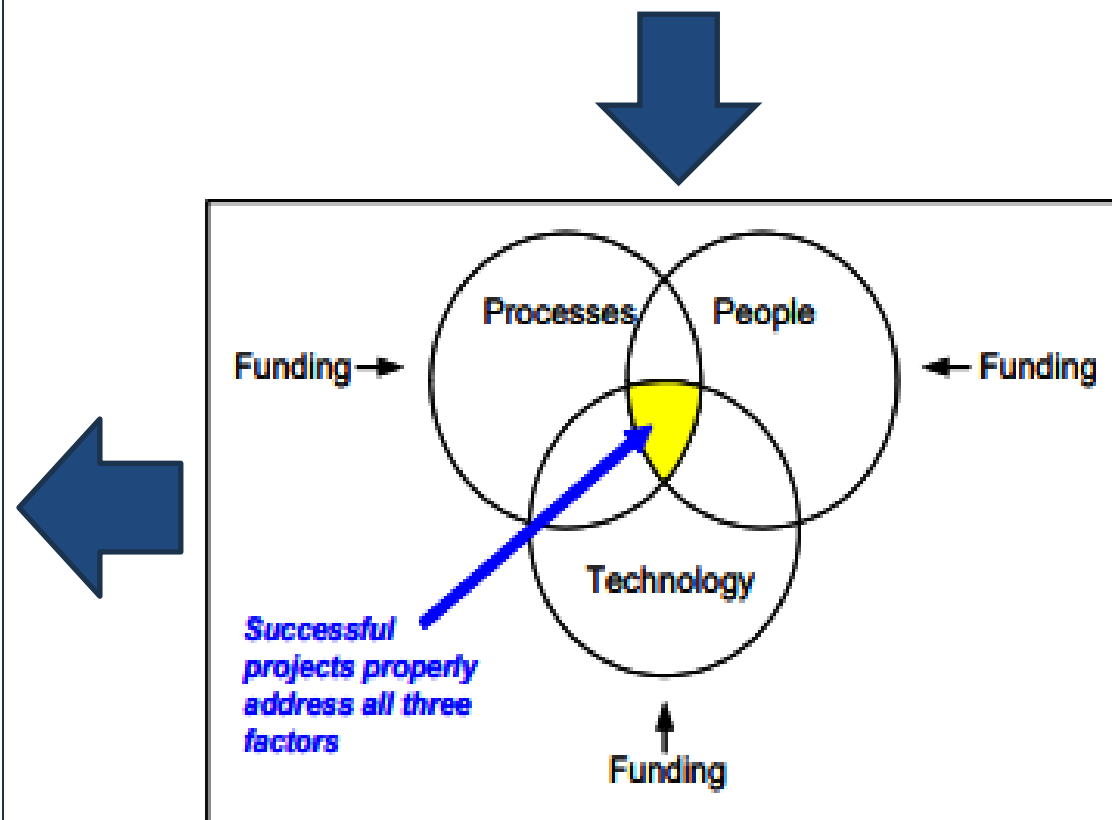 Processes
People
Funding
Funding
Technology
Successful
projects properly
address all three
factors
Funding